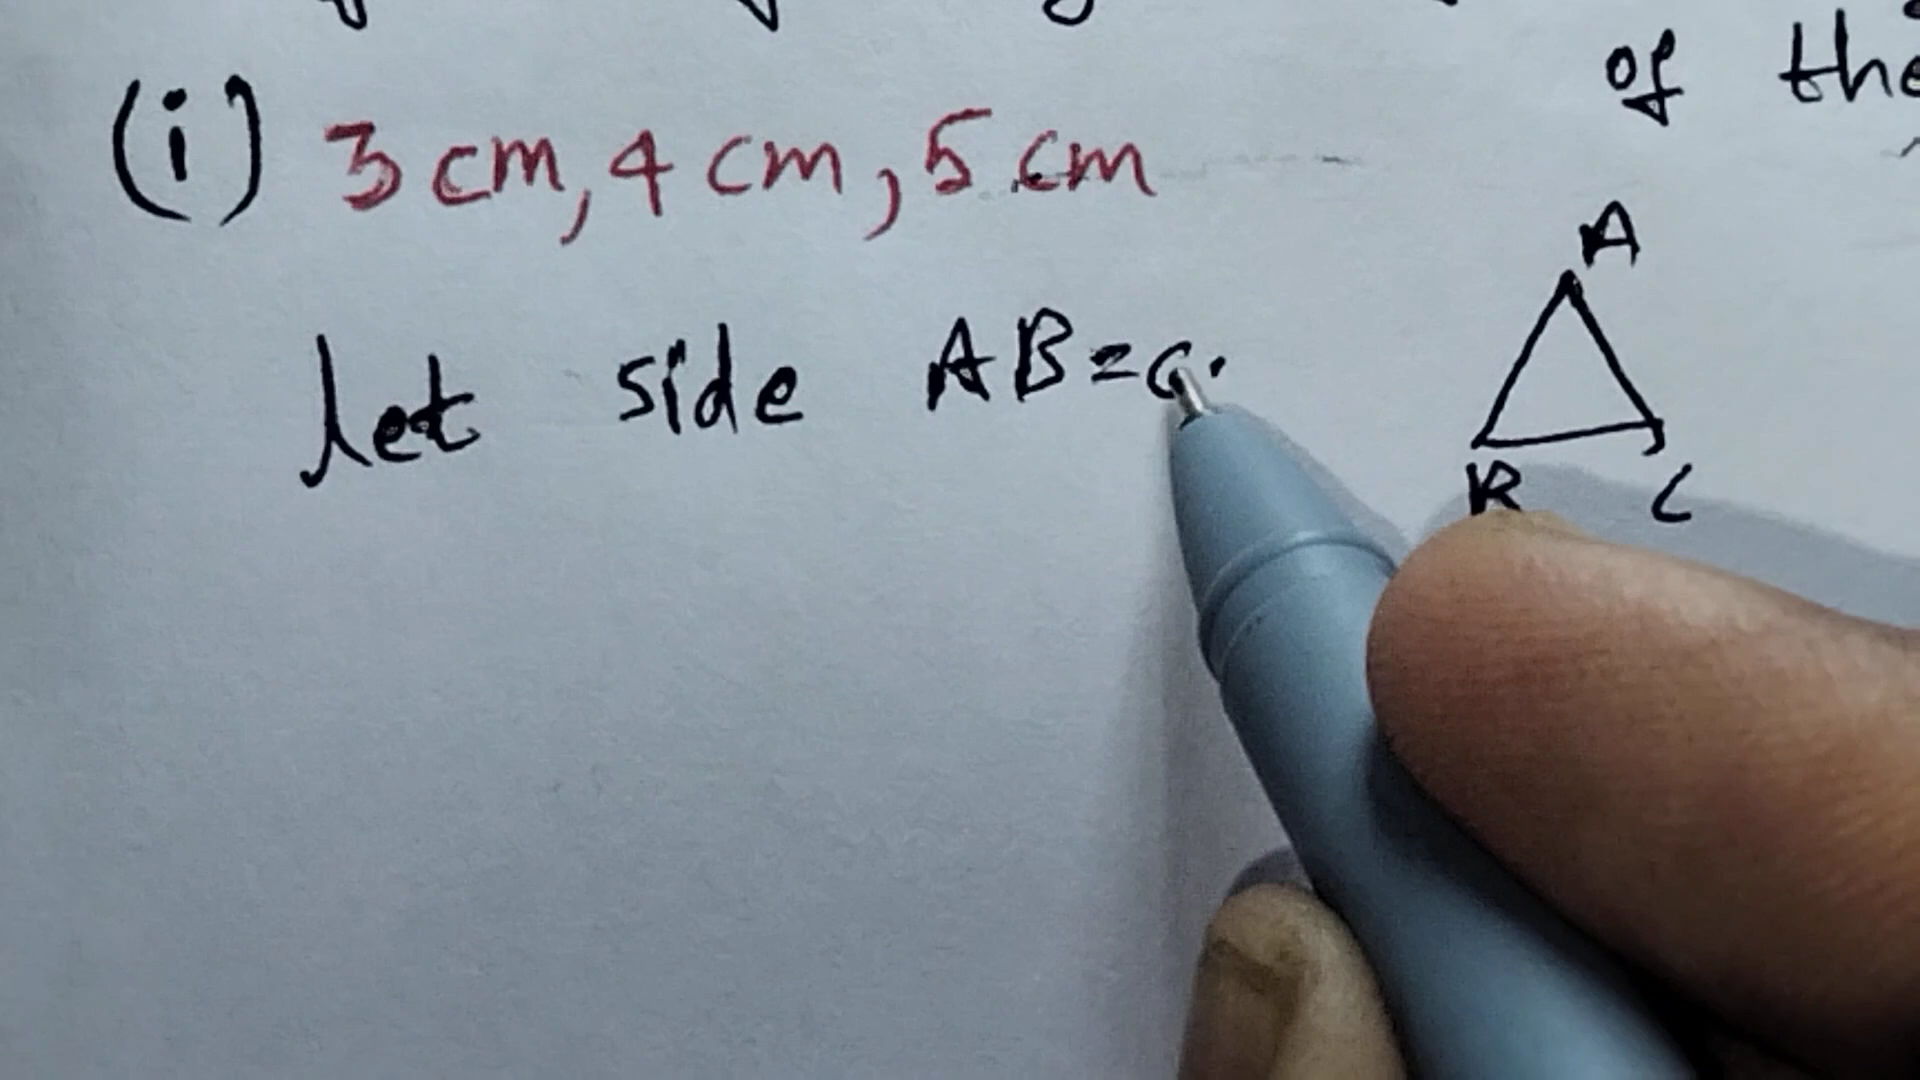 of the
(i) 3 cm, 4 cm, 5 cm
A
let side AB=a
B C